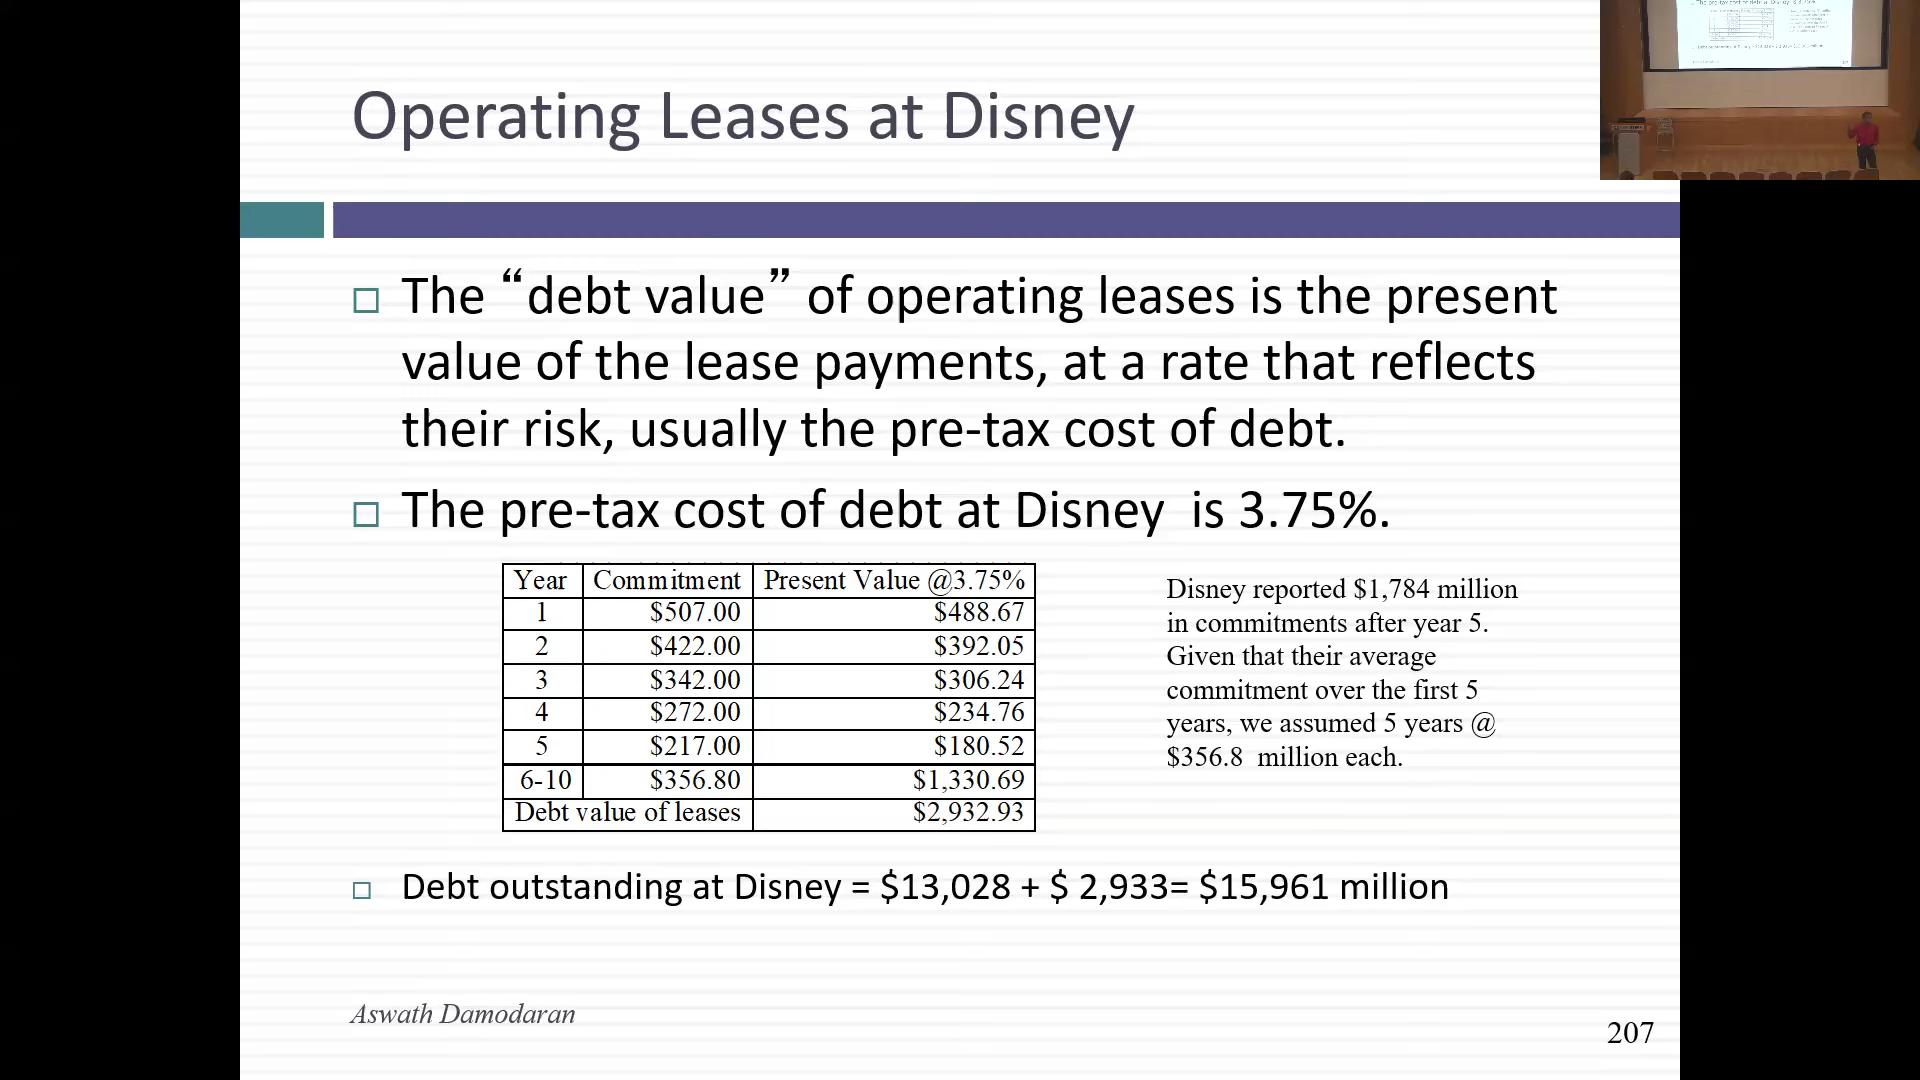 Operating Leases at Disney
The “debt value” of operating leases is the present
value of the lease payments, at a rate that reflects
their risk, usually the pre-tax cost of debt.
The pre-tax cost of debt at Disney is 3.75%.
Year Commitment Present Value @3.75%
1 $507.00 $488.67
2 $422.00 $392.05
3 $342.00 $306.24
4 $272.00 $234.76
5 $217.00 $180.52
6-10 $356.80 $1,330.69
Debt value of leases $2,932.93
Disney reported $1,784 million
in commitments after year 5.
Given that their average
commitment over the first 5
years, we assumed 5 years @
$356.8 million each.
Debt outstanding at Disney = $13,028 + $ 2,933= $15,961 million
Aswath Damodaran
207